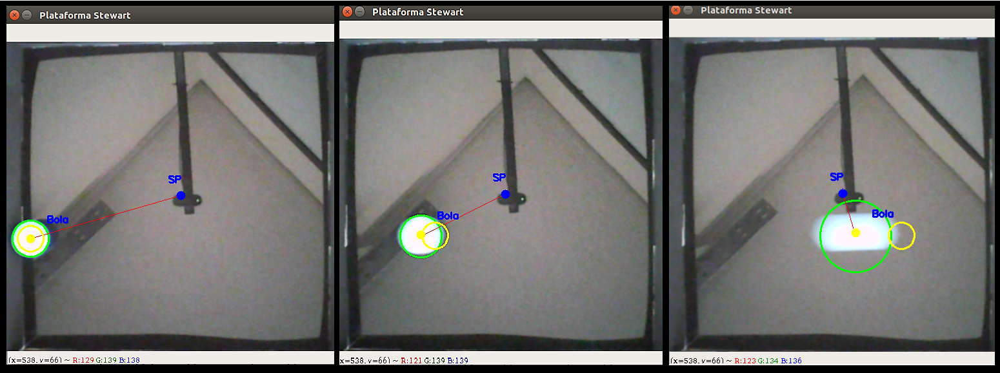 Plataforma Stewart
SP
Bola
(x=538, y=66) ~ R:129 G:139 B:138
Plataforma Stewart
SP
Bola
x=538, y=66) ~ R:121 G:139 B:139
Plataforma Stewart
SP
Bola
(x=538, y=66) ~ R:123 G:134 B:136